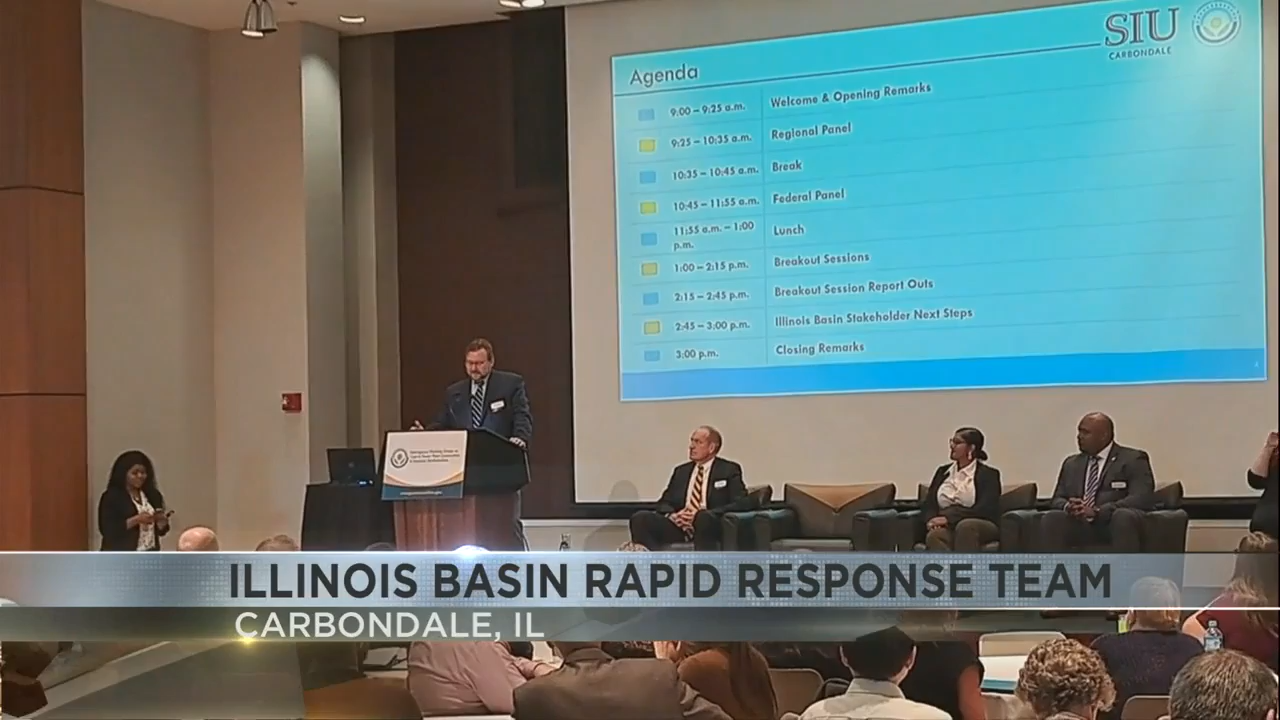 SIU
CARBONDALE
Agenda
9:00 – 9:25 a.m. Welcome & Opening Remarks
9:25 – 10:35 a.m. Regional Panel
10:35 – 10:45 a.m. Break
10:45 – 11:55 a.m. Federal Panel
11:55 a.m. – 1:00 p.m. Lunch
1:00 – 2:15 p.m. Breakout Sessions
2:15 – 2:45 p.m. Breakout Session Report Outs
2:45 – 3:00 p.m. Illinois Basin Stakeholder Next Steps
3:00 p.m. Closing Remarks
ILLINOIS BASIN RAPID RESPONSE TEAM
CARBONDALE, IL